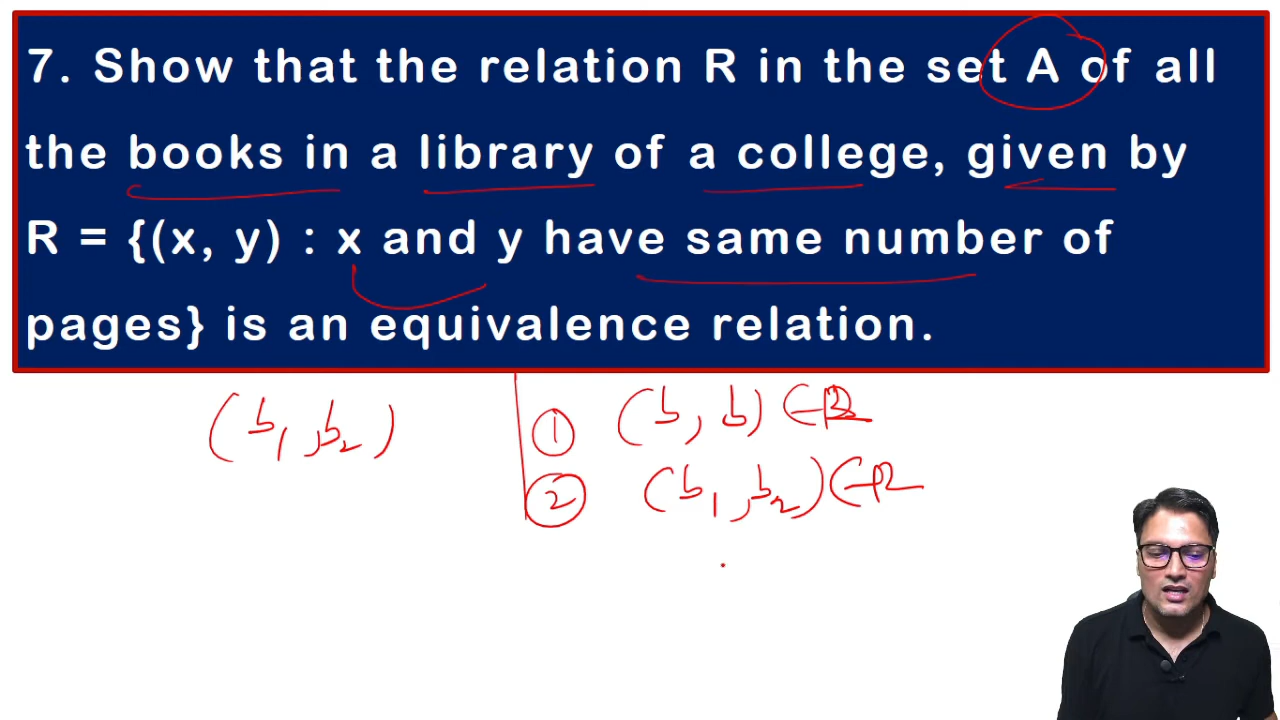 7. Show that the relation R in the set A of all
the books in a library of a college, given by
R = {(x, y) : x and y have same number of
pages} is an equivalence relation.
(b₁, b₂)
① (b, b) ∈ R
② (b₁, b₂) ∈ R